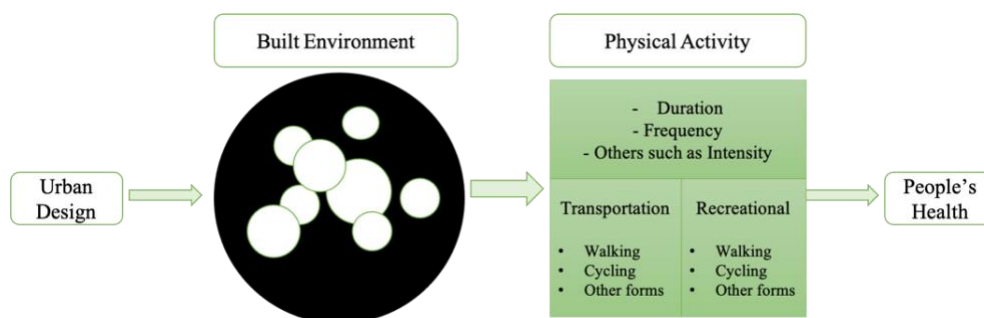 Built Environment
Physical Activity
Urban
Design
- Duration
- Frequency
- Others such as Intensity
Transportation
• Walking
• Cycling
• Other forms
Recreational
• Walking
• Cycling
• Other forms
People's
Health